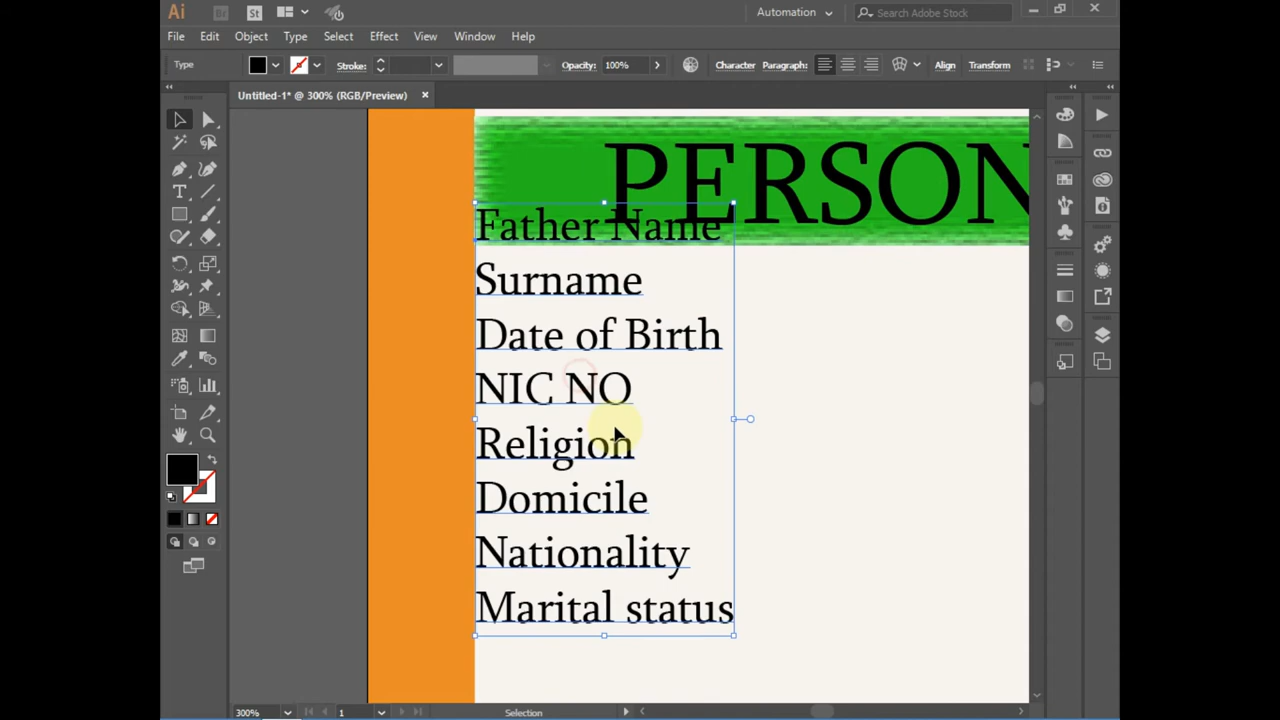 Ai Br St Automation Search Adobe Stock
File Edit Object Type Select Effect View Window Help
Type Stroke: Opacity: 100% Character Paragraph: Align Transform
Untitled-1* @ 300% (RGB/Preview)
PERSON
Father Name
Surname
Date of Birth
NIC NO
Religion
Domicile
Nationality
Marital status
300% 1 Selection